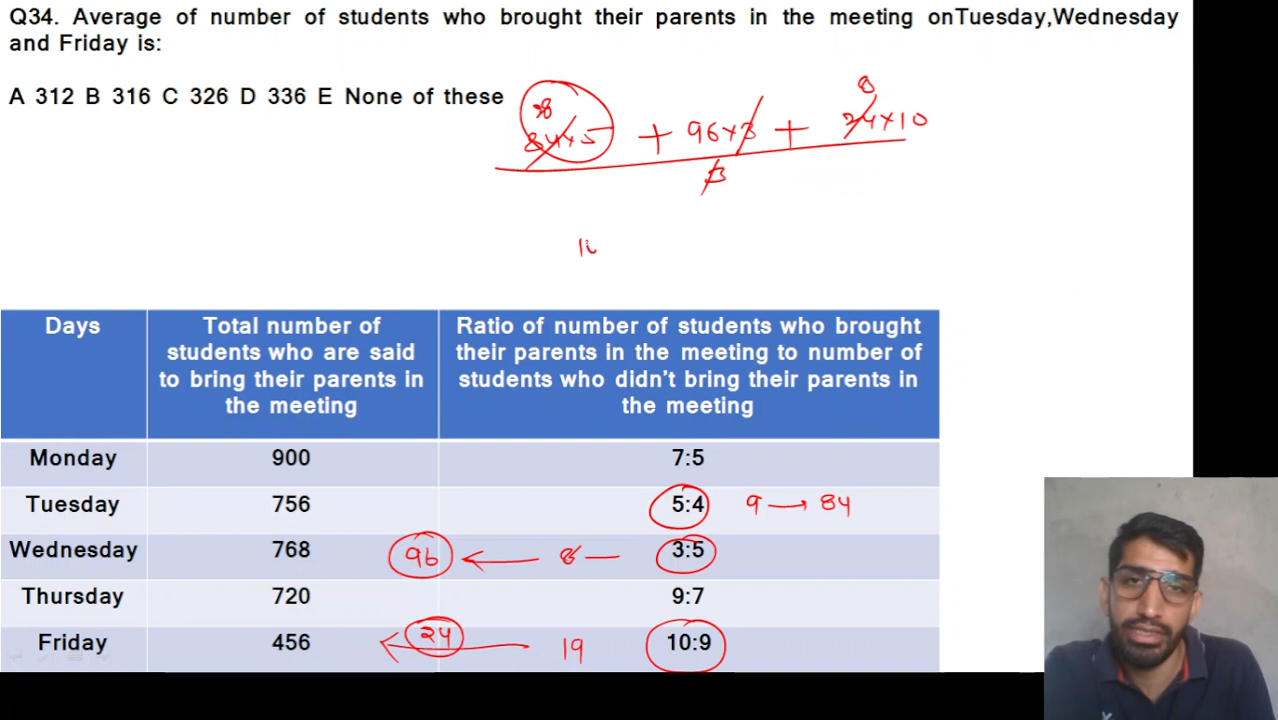 Q34. Average of number of students who brought their parents in the meeting onTuesday,Wednesday
and Friday is:
A 312 B 316 C 326 D 336 E None of these
28 8
84x5 + 96x3 + 24x10
3
Days
Total number of
students who are said
to bring their parents in
the meeting
Ratio of number of students who brought
their parents in the meeting to number of
students who didn't bring their parents in
the meeting
Monday 900 7:5
Tuesday 756 5:4 9 → 84
Wednesday 768 96 ← 8 — 3:5
Thursday 720 9:7
Friday 456 24 ← 19 10:9